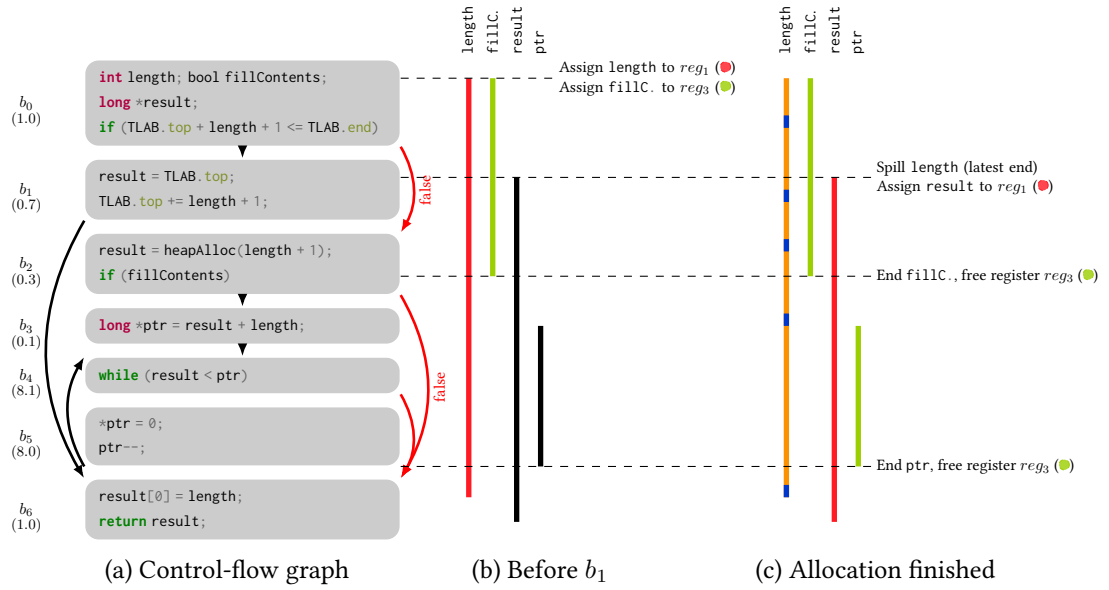 b0
(1.0)
int length; bool fillContents;
long *result;
if (TLAB.top + length + 1 <= TLAB.end)
b1
(0.7)
result = TLAB.top;
TLAB.top += length + 1;
false
b2
(0.3)
result = heapAlloc(length + 1);
if (fillContents)
b3
(0.1)
long *ptr = result + length;
b4
(8.1)
while (result < ptr)
false
b5
(8.0)
*ptr = 0;
ptr--;
b6
(1.0)
result[0] = length;
return result;
(a) Control-flow graph
length
fillC.
result
ptr
Assign length to reg1 ( )
Assign fillC. to reg3 ( )
(b) Before b1
length
fillC.
result
ptr
Spill length (latest end)
Assign result to reg1 ( )
End fillC., free register reg3 ( )
End ptr, free register reg3 ( )
(c) Allocation finished